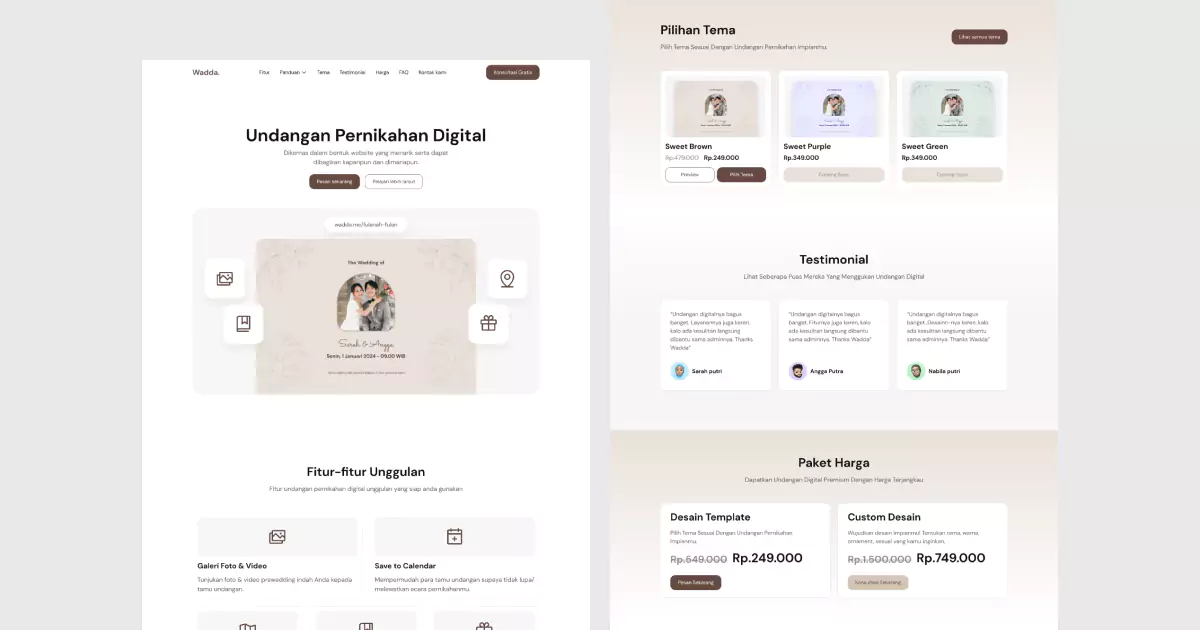 Wadda.
Fitur
Panduan
Tema
Testimonial
Harga
FAQ
Kontak kami
Konsultasi Gratis
Undangan Pernikahan Digital
Dikemas dalam bentuk website yang menarik serta dapat
dibagikan kapanpun dan dimanapun.
Pesan Sekarang
Pelajari lebih lanjut
wadda.me/fulanah-fulan
The Wedding of
Sarah & Angga
Senin, 1 Januari 2024 - 09.00 WIB
Fitur-fitur Unggulan
Fitur undangan pernikahan digital unggulan yang siap anda gunakan
Galeri Foto & Video
Tunjukan foto & video prewedding indah Anda kepada
tamu undangan.
Save to Calendar
Mempermudah para tamu undangan supaya tidak lupa/
melewatkan acara pernikahanmu.
Pilihan Tema
Pilih Tema Sesuai Dengan Undangan Pernikahan Impianmu.
Lihat semua tema
Sweet Brown
Rp.479.000 Rp.249.000
Preview
Pilih Tema
Sweet Purple
Rp.349.000
Coming Soon
Sweet Green
Rp.349.000
Coming Soon
Testimonial
Lihat Seberapa Puas Mereka Yang Menggukan Undangan Digital
"Undangan digitalnya bagus
banget. Layanannya juga keren,
kalo ada kesulitan langsung
dibantu sama adminnya. Thanks
Wadda"
Sarah putri
"Undangan digitalnya bagus
banget. Fiturnya juga keren, kalo
ada kesulitan langsung dibantu
sama adminnya. Thanks Wadda"
Angga Putra
"Undangan digitalnya bagus
banget. Desainn-nya keren, kalo
ada kesulitan langsung dibantu
sama adminnya. Thanks Wadda"
Nabila putri
Paket Harga
Dapatkan Undangan Digital Premium Dengan Harga Terjangkau
Desain Template
Pilih Tema Sesuai Dengan Undangan Pernikahan
Impianmu.
Rp.549.000 Rp.249.000
Pesan Sekarang
Custom Desain
Wujudkan desain Impianmu! Tentukan tema, warna,
ornament, sesuai yang kamu inginkan.
Rp.1.500.000 Rp.749.000
Konsultasi Sekarang